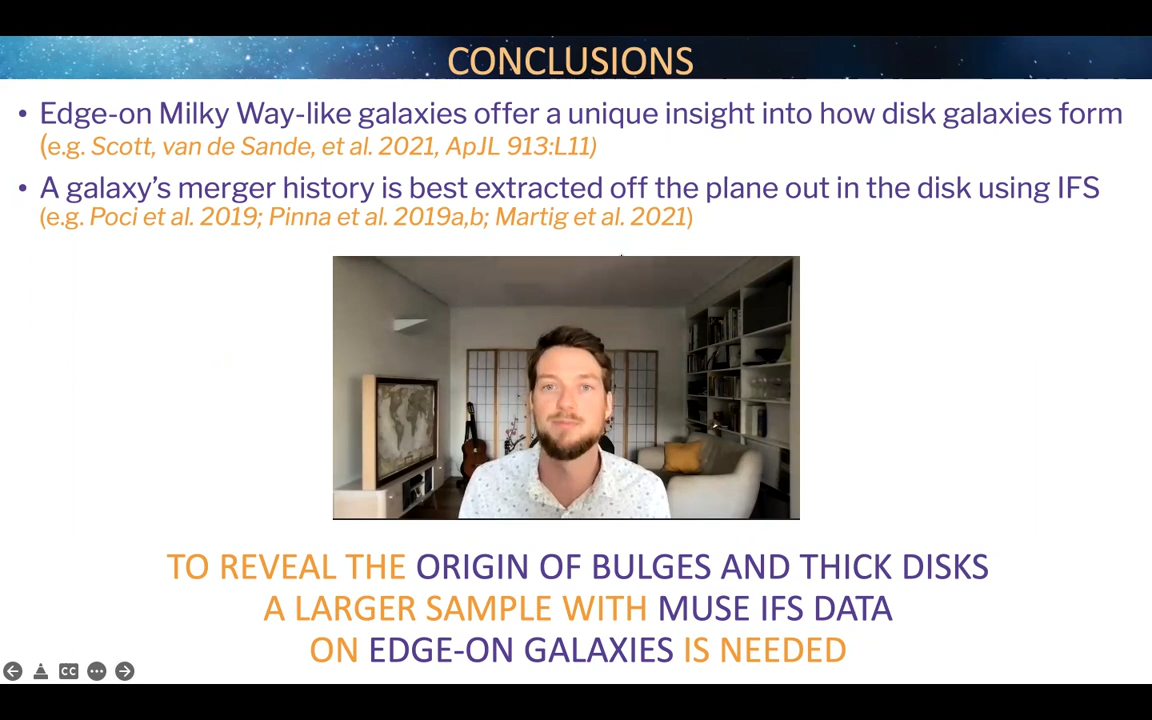 CONCLUSIONS
• Edge-on Milky Way-like galaxies offer a unique insight into how disk galaxies form
(e.g. Scott, van de Sande, et al. 2021, ApJL 913:L11)
• A galaxy’s merger history is best extracted off the plane out in the disk using IFS
(e.g. Poci et al. 2019; Pinna et al. 2019a,b; Martig et al. 2021)
TO REVEAL THE ORIGIN OF BULGES AND THICK DISKS
A LARGER SAMPLE WITH MUSE IFS DATA
ON EDGE-ON GALAXIES IS NEEDED
CC